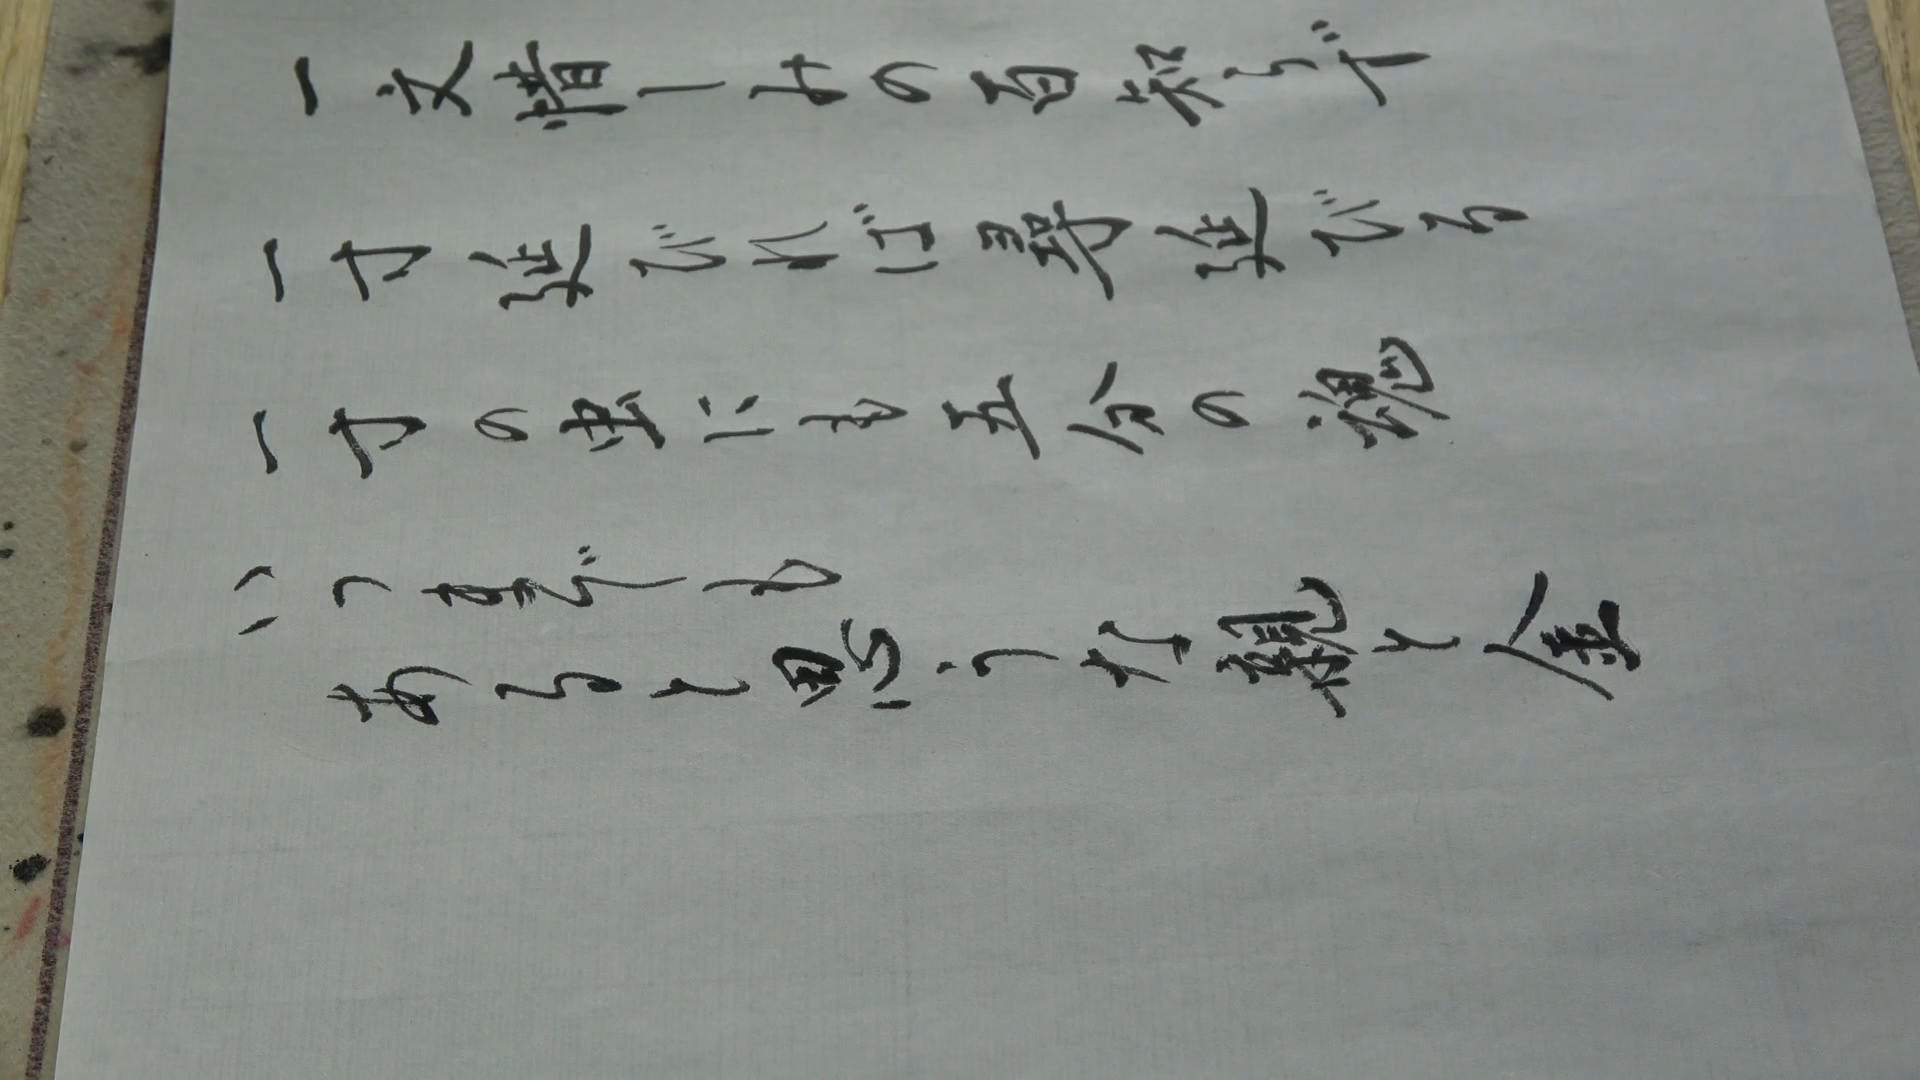 一文惜しみの百知らず
一寸延びれば尋延びる
一寸の虫にも五分の魂
いつまでも
あると思うな親と金